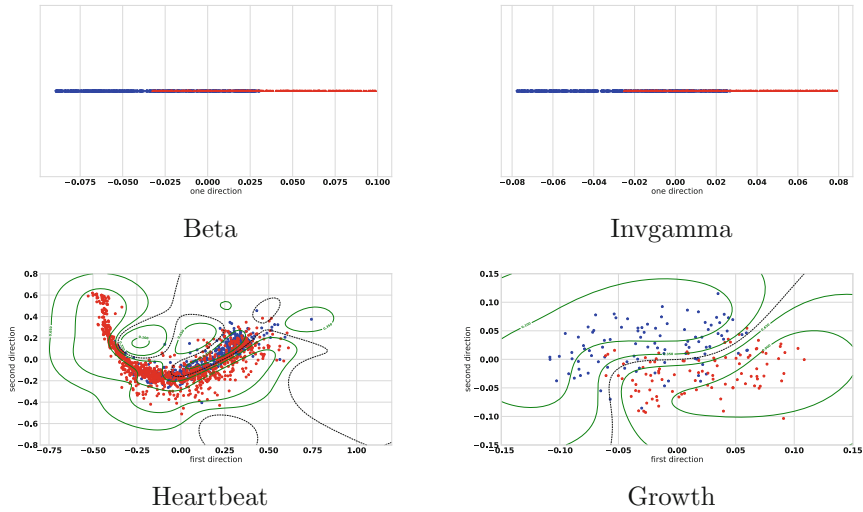 −0.075 −0.050 −0.025 0.000 0.025 0.050 0.075 0.100
one direction
Beta
−0.08 −0.06 −0.04 −0.02 0.00 0.02 0.04 0.06 0.08
one direction
Invgamma
0.8
0.6
0.4
0.2
0.0
−0.2
−0.4
−0.6
−0.8
second direction
−0.75 −0.50 −0.25 0.00 0.25 0.50 0.75 1.00
first direction
Heartbeat
0.15
0.10
0.05
0.00
−0.05
−0.10
−0.15
second direction
−0.15 −0.10 −0.05 0.00 0.05 0.10 0.15
first direction
Growth